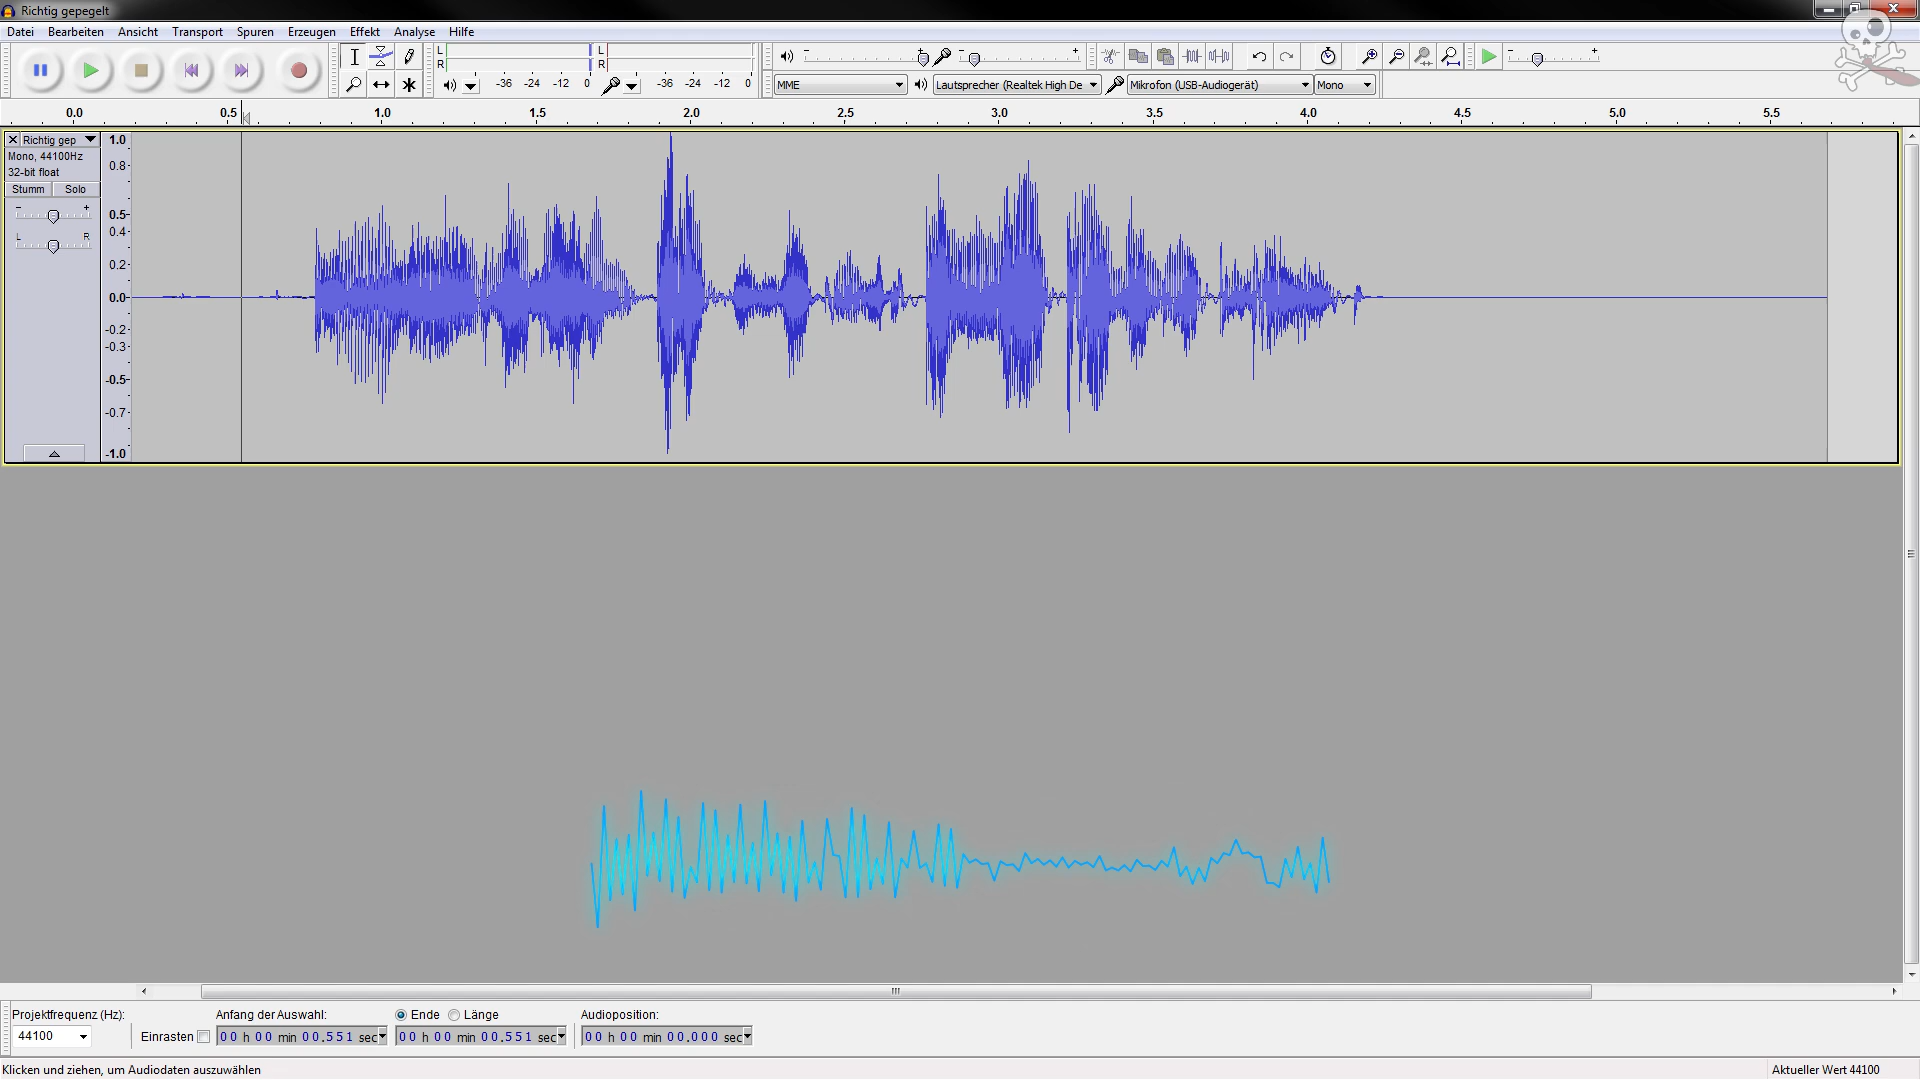 Richtig gepegelt
Datei Bearbeiten Ansicht Transport Spuren Erzeugen Effekt Analyse Hilfe
L
R
-36 -24 -12 0
L
R
-36 -24 -12 0
- +
- +
- +
MME
Lautsprecher (Realtek High De
Mikrofon (USB-Audiogerät)
Mono
0.0 0.5 1.0 1.5 2.0 2.5 3.0 3.5 4.0 4.5 5.0 5.5
Richtig gep
Mono, 44100Hz
32-bit float
Stumm Solo
- +
L R
1.0
0.8
0.5
0.4
0.2
0.0
-0.2
-0.3
-0.5
-0.7
-1.0
Projektfrequenz (Hz):
44100
Einrasten
Anfang der Auswahl:
00 h 00 min 00.551 sec
Ende Länge
00 h 00 min 00.551 sec
Audioposition:
00 h 00 min 00.000 sec
Klicken und ziehen, um Audiodaten auszuwählen
Aktueller Wert 44100